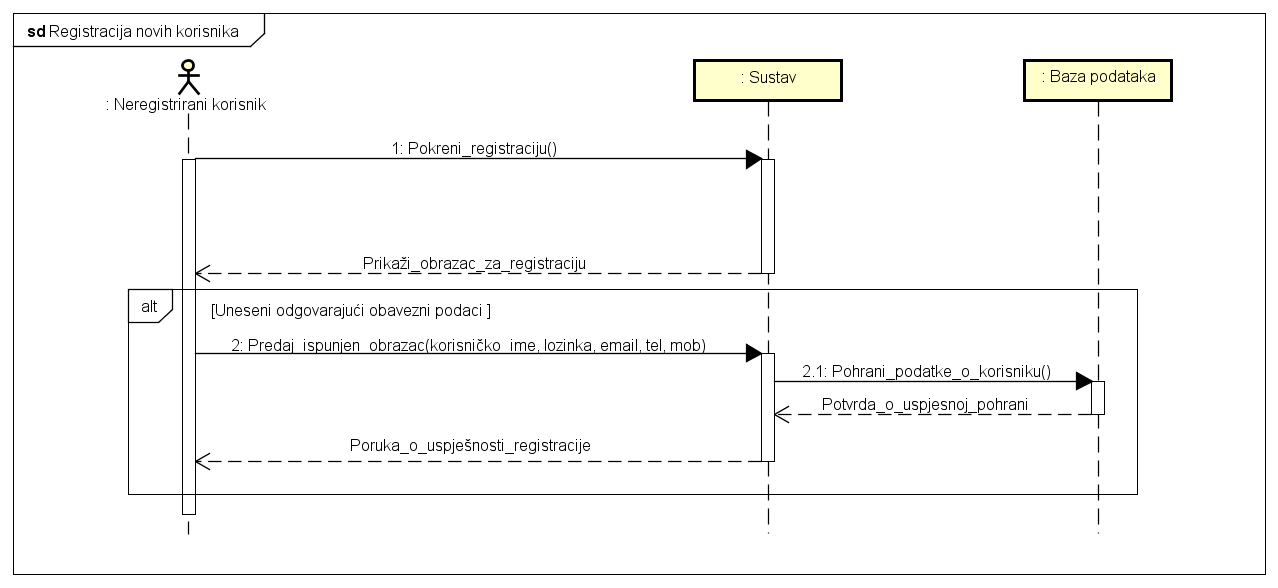 sd Registracija novih korisnika
: Neregistrirani korisnik
: Sustav
: Baza podataka
1: Pokreni_registraciju()
Prikaži_obrazac_za_registraciju
alt
[Uneseni odgovarajući obavezni podaci ]
2: Predaj_ispunjen_obrazac(korisničko_ime, lozinka, email, tel, mob)
2.1: Pohrani_podatke_o_korisniku()
Potvrda_o_uspjesnoj_pohrani
Poruka_o_uspješnosti_registracije